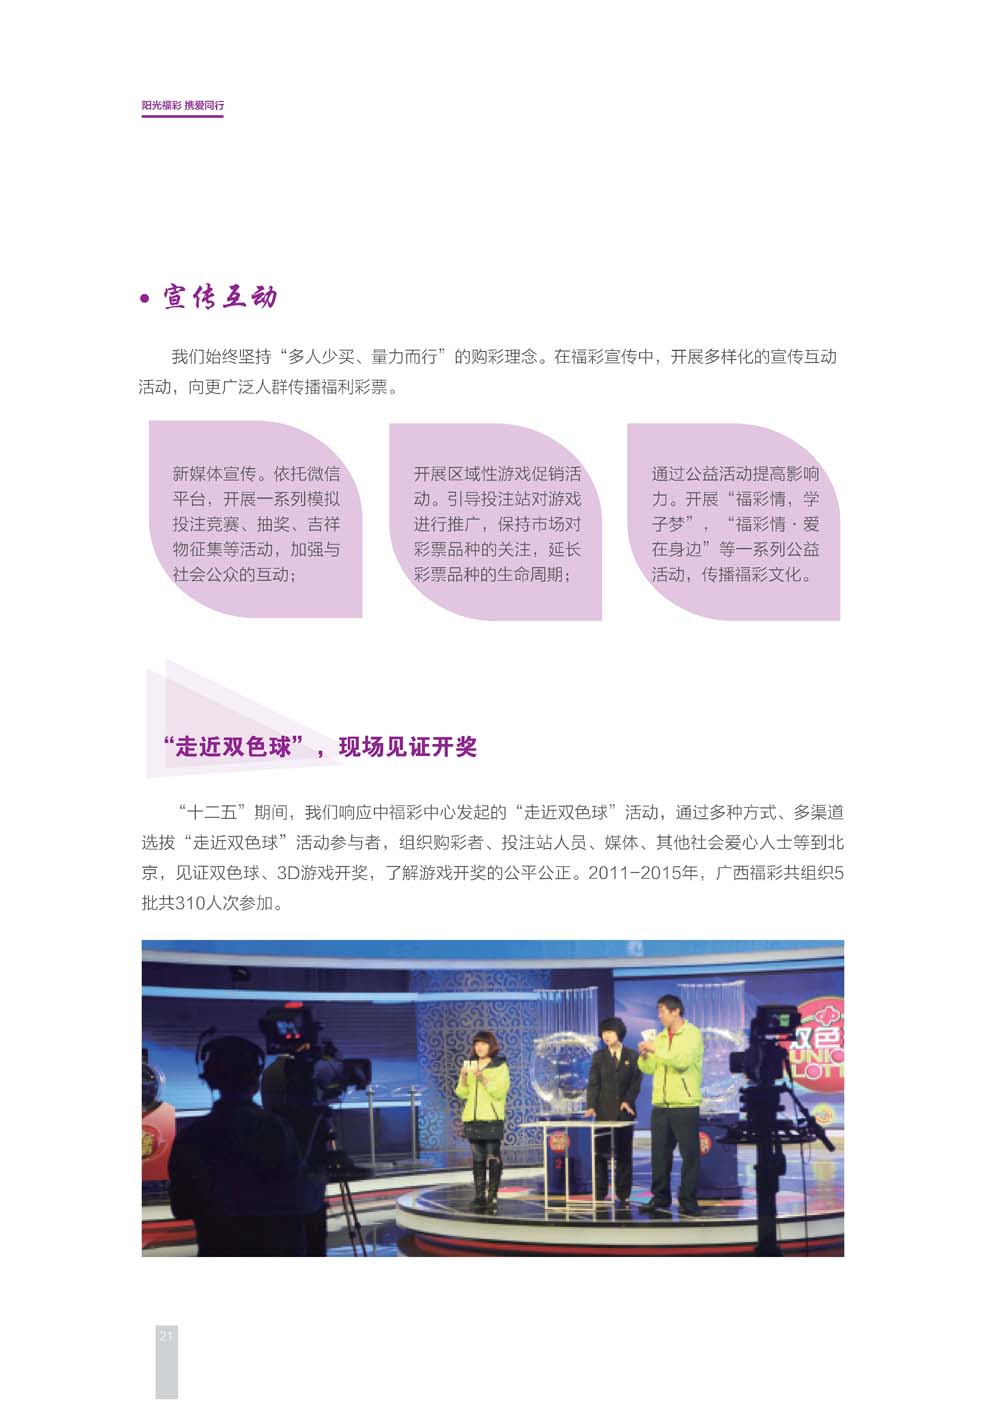 阳光福彩 携爱同行
• 宣传互动
我们始终坚持“多人少买、量力而行”的购彩理念。在福彩宣传中，开展多样化的宣传互动
活动，向更广泛人群传播福利彩票。
新媒体宣传。依托微信
平台，开展一系列模拟
投注竞赛、抽奖、吉祥
物征集等活动，加强与
社会公众的互动；
开展区域性游戏促销活
动。引导投注站对游戏
进行推广，保持市场对
彩票品种的关注，延长
彩票品种的生命周期；
通过公益活动提高影响
力。开展“福彩情，学
子梦”，“福彩情·爱
在身边”等一系列公益
活动，传播福彩文化。
“走近双色球”，现场见证开奖
“十二五”期间，我们响应中福彩中心发起的“走近双色球”活动，通过多种方式、多渠道
选拔“走近双色球”活动参与者，组织购彩者、投注站人员、媒体、其他社会爱心人士等到北
京，见证双色球、3D游戏开奖，了解游戏开奖的公平公正。2011-2015年，广西福彩共组织5
批共310人次参加。
双色
UNIO
LOTT
2
21